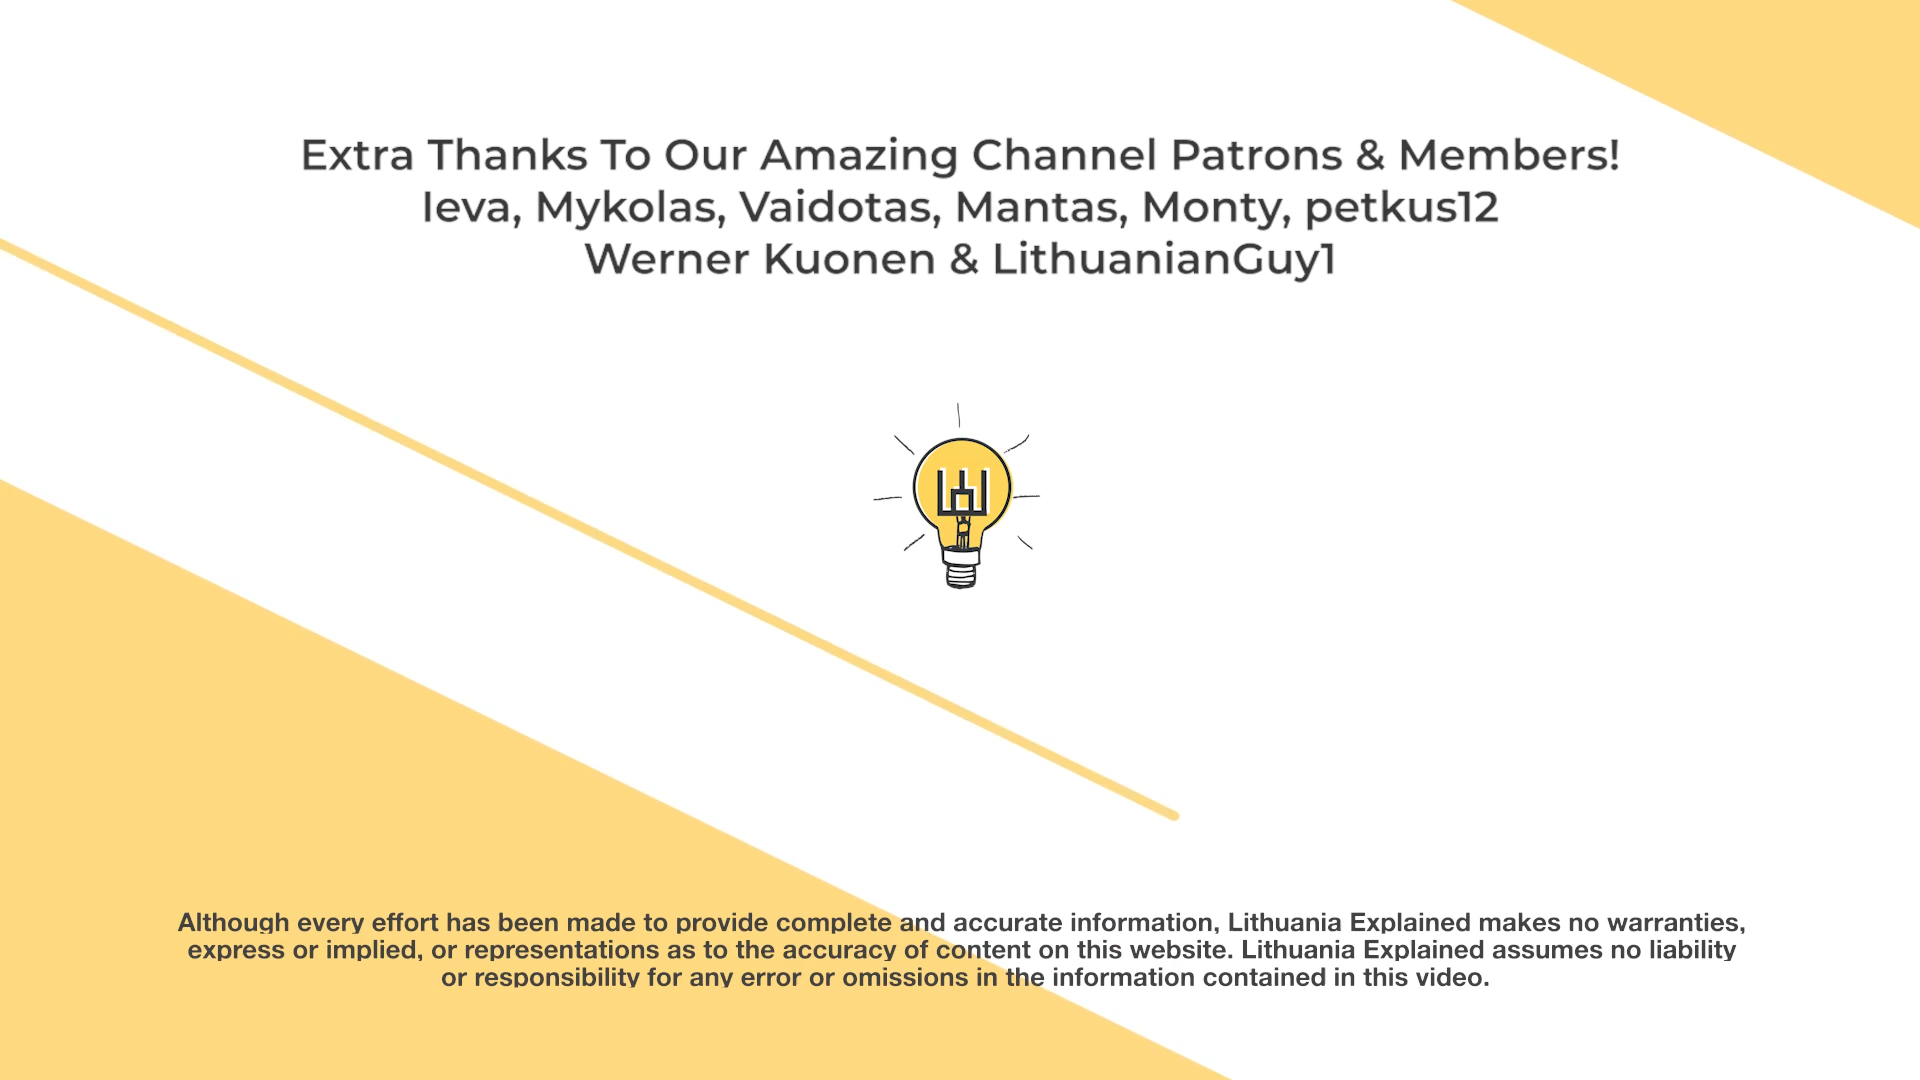 Extra Thanks To Our Amazing Channel Patrons & Members!
Ieva, Mykolas, Vaidotas, Mantas, Monty, petkus12
Werner Kuonen & LithuanianGuy1
Although every effort has been made to provide complete and accurate information, Lithuania Explained makes no warranties,
express or implied, or representations as to the accuracy of content on this website. Lithuania Explained assumes no liability
or responsibility for any error or omissions in the information contained in this video.